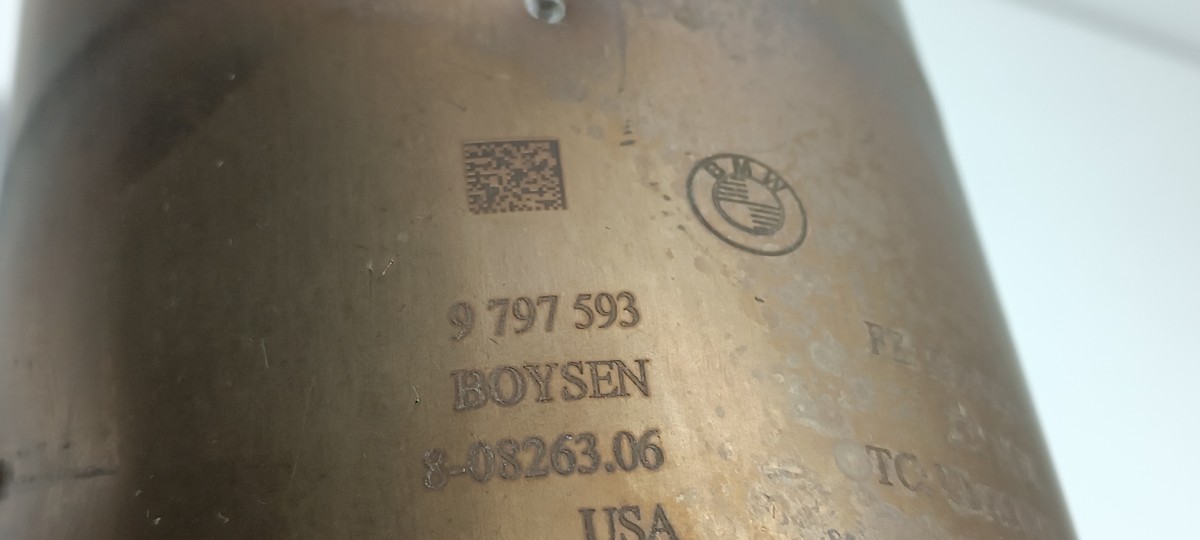 BMW
9 797 593
BOYSEN
8-08263.06
USA